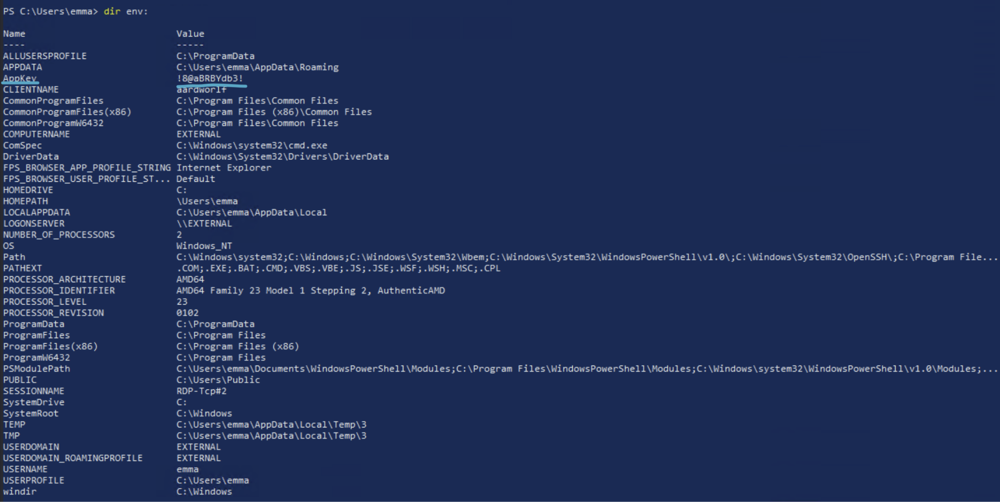 PS C:\Users\emma> dir env:
Name Value
---- -----
ALLUSERSPROFILE C:\ProgramData
APPDATA C:\Users\emma\AppData\Roaming
AppKey !8@aBRBYdb3!
CLIENTNAME aardworlf
CommonProgramFiles C:\Program Files\Common Files
CommonProgramFiles(x86) C:\Program Files (x86)\Common Files
CommonProgramW6432 C:\Program Files\Common Files
COMPUTERNAME EXTERNAL
ComSpec C:\Windows\system32\cmd.exe
DriverData C:\Windows\System32\Drivers\DriverData
FPS_BROWSER_APP_PROFILE_STRING Internet Explorer
FPS_BROWSER_USER_PROFILE_ST... Default
HOMEDRIVE C:
HOMEPATH \Users\emma
LOCALAPPDATA C:\Users\emma\AppData\Local
LOGONSERVER \\EXTERNAL
NUMBER_OF_PROCESSORS 2
OS Windows_NT
Path C:\Windows\system32;C:\Windows;C:\Windows\System32\Wbem;C:\Windows\System32\WindowsPowerShell\v1.0\;C:\Windows\System32\OpenSSH\;C:\Program File...
PATHEXT .COM;.EXE;.BAT;.CMD;.VBS;.VBE;.JS;.JSE;.WSF;.WSH;.MSC;.CPL
PROCESSOR_ARCHITECTURE AMD64
PROCESSOR_IDENTIFIER AMD64 Family 23 Model 1 Stepping 2, AuthenticAMD
PROCESSOR_LEVEL 23
PROCESSOR_REVISION 0102
ProgramData C:\ProgramData
ProgramFiles C:\Program Files
ProgramFiles(x86) C:\Program Files (x86)
ProgramW6432 C:\Program Files
PSModulePath C:\Users\emma\Documents\WindowsPowerShell\Modules;C:\Program Files\WindowsPowerShell\Modules;C:\Windows\system32\WindowsPowerShell\v1.0\Modules;...
PUBLIC C:\Users\Public
SESSIONNAME RDP-Tcp#2
SystemDrive C:
SystemRoot C:\Windows
TEMP C:\Users\emma\AppData\Local\Temp\3
TMP C:\Users\emma\AppData\Local\Temp\3
USERDOMAIN EXTERNAL
USERDOMAIN_ROAMINGPROFILE EXTERNAL
USERNAME emma
USERPROFILE C:\Users\emma
windir C:\Windows